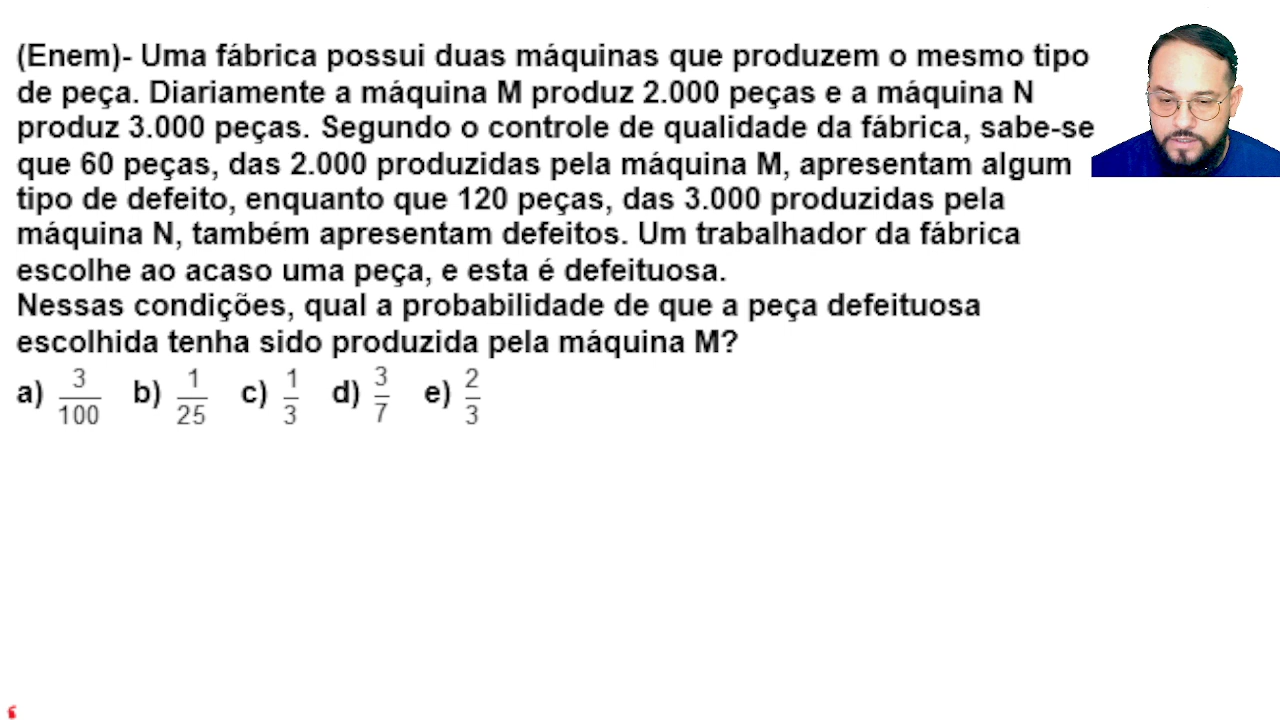 (Enem)- Uma fábrica possui duas máquinas que produzem o mesmo tipo
de peça. Diariamente a máquina M produz 2.000 peças e a máquina N
produz 3.000 peças. Segundo o controle de qualidade da fábrica, sabe-se
que 60 peças, das 2.000 produzidas pela máquina M, apresentam algum
tipo de defeito, enquanto que 120 peças, das 3.000 produzidas pela
máquina N, também apresentam defeitos. Um trabalhador da fábrica
escolhe ao acaso uma peça, e esta é defeituosa.
Nessas condições, qual a probabilidade de que a peça defeituosa
escolhida tenha sido produzida pela máquina M?
a) 3/100 b) 1/25 c) 1/3 d) 3/7 e) 2/3